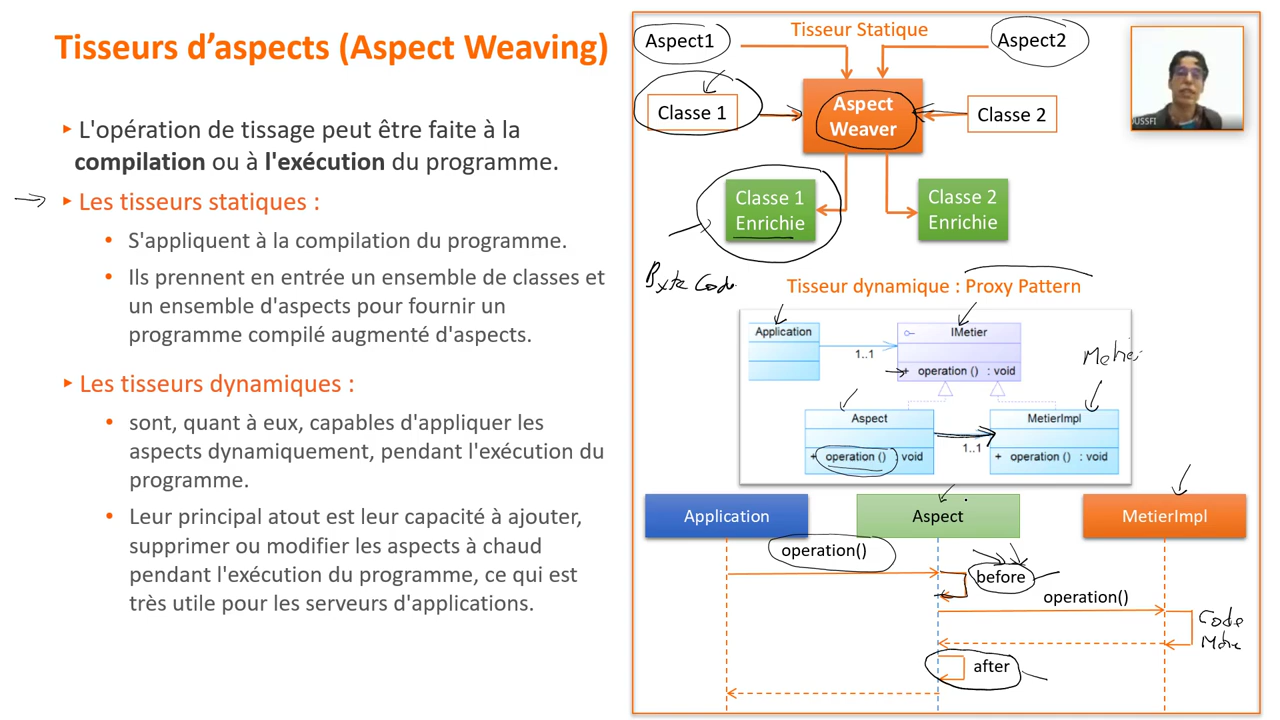 Tisseurs d'aspects (Aspect Weaving)
‣ L'opération de tissage peut être faite à la
compilation ou à l'exécution du programme.
‣ Les tisseurs statiques :
• S'appliquent à la compilation du programme.
• Ils prennent en entrée un ensemble de classes et
un ensemble d'aspects pour fournir un
programme compilé augmenté d'aspects.
‣ Les tisseurs dynamiques :
• sont, quant à eux, capables d'appliquer les
aspects dynamiquement, pendant l'exécution du
programme.
• Leur principal atout est leur capacité à ajouter,
supprimer ou modifier les aspects à chaud
pendant l'exécution du programme, ce qui est
très utile pour les serveurs d'applications.
Tisseur Statique
Aspect1
Aspect2
Classe 1
Aspect
Weaver
Classe 2
Classe 1
Enrichie
Classe 2
Enrichie
USSFI
Byte Code
Tisseur dynamique : Proxy Pattern
Application
IMetier
1..1
+ operation () : void
Metier
Aspect
MetierImpl
1..1
+ operation () : void
+ operation () : void
Application
Aspect
MetierImpl
operation()
before
operation()
Code
after